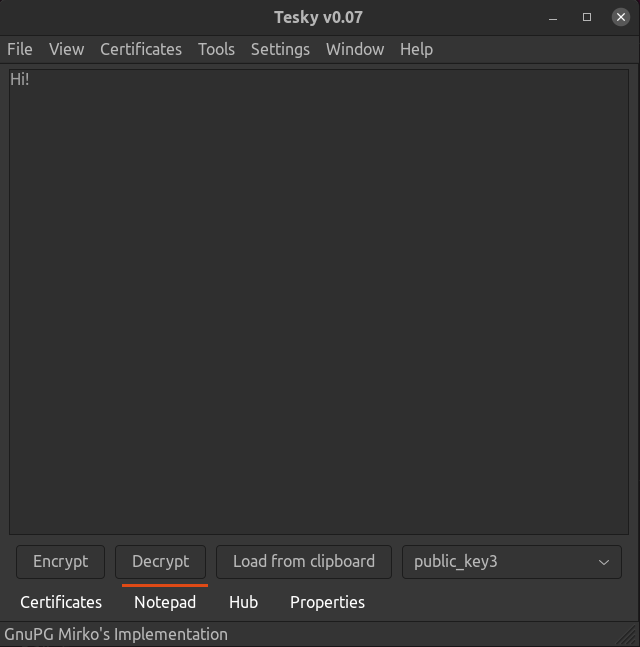 Tesky v0.07
File View Certificates Tools Settings Window Help
Hi!
Encrypt Decrypt Load from clipboard public_key3
Certificates Notepad Hub Properties
GnuPG Mirko's Implementation